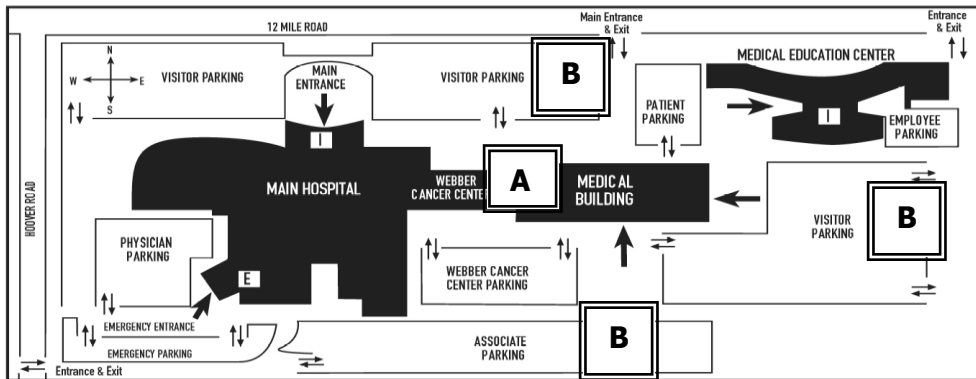 12 MILE ROAD
Main Entrance
& Exit
Entrance
& Exit
N
W
E
S
VISITOR PARKING
MAIN
ENTRANCE
VISITOR PARKING
B
MEDICAL EDUCATION CENTER
PATIENT
PARKING
I
EMPLOYEE
PARKING
I
HOOVER ROAD
MAIN HOSPITAL
WEBBER
CANCER CENTER
A
MEDICAL
BUILDING
VISITOR
PARKING
B
PHYSICIAN
PARKING
E
WEBBER CANCER
CENTER PARKING
EMERGENCY ENTRANCE
EMERGENCY PARKING
ASSOCIATE
PARKING
B
Entrance & Exit